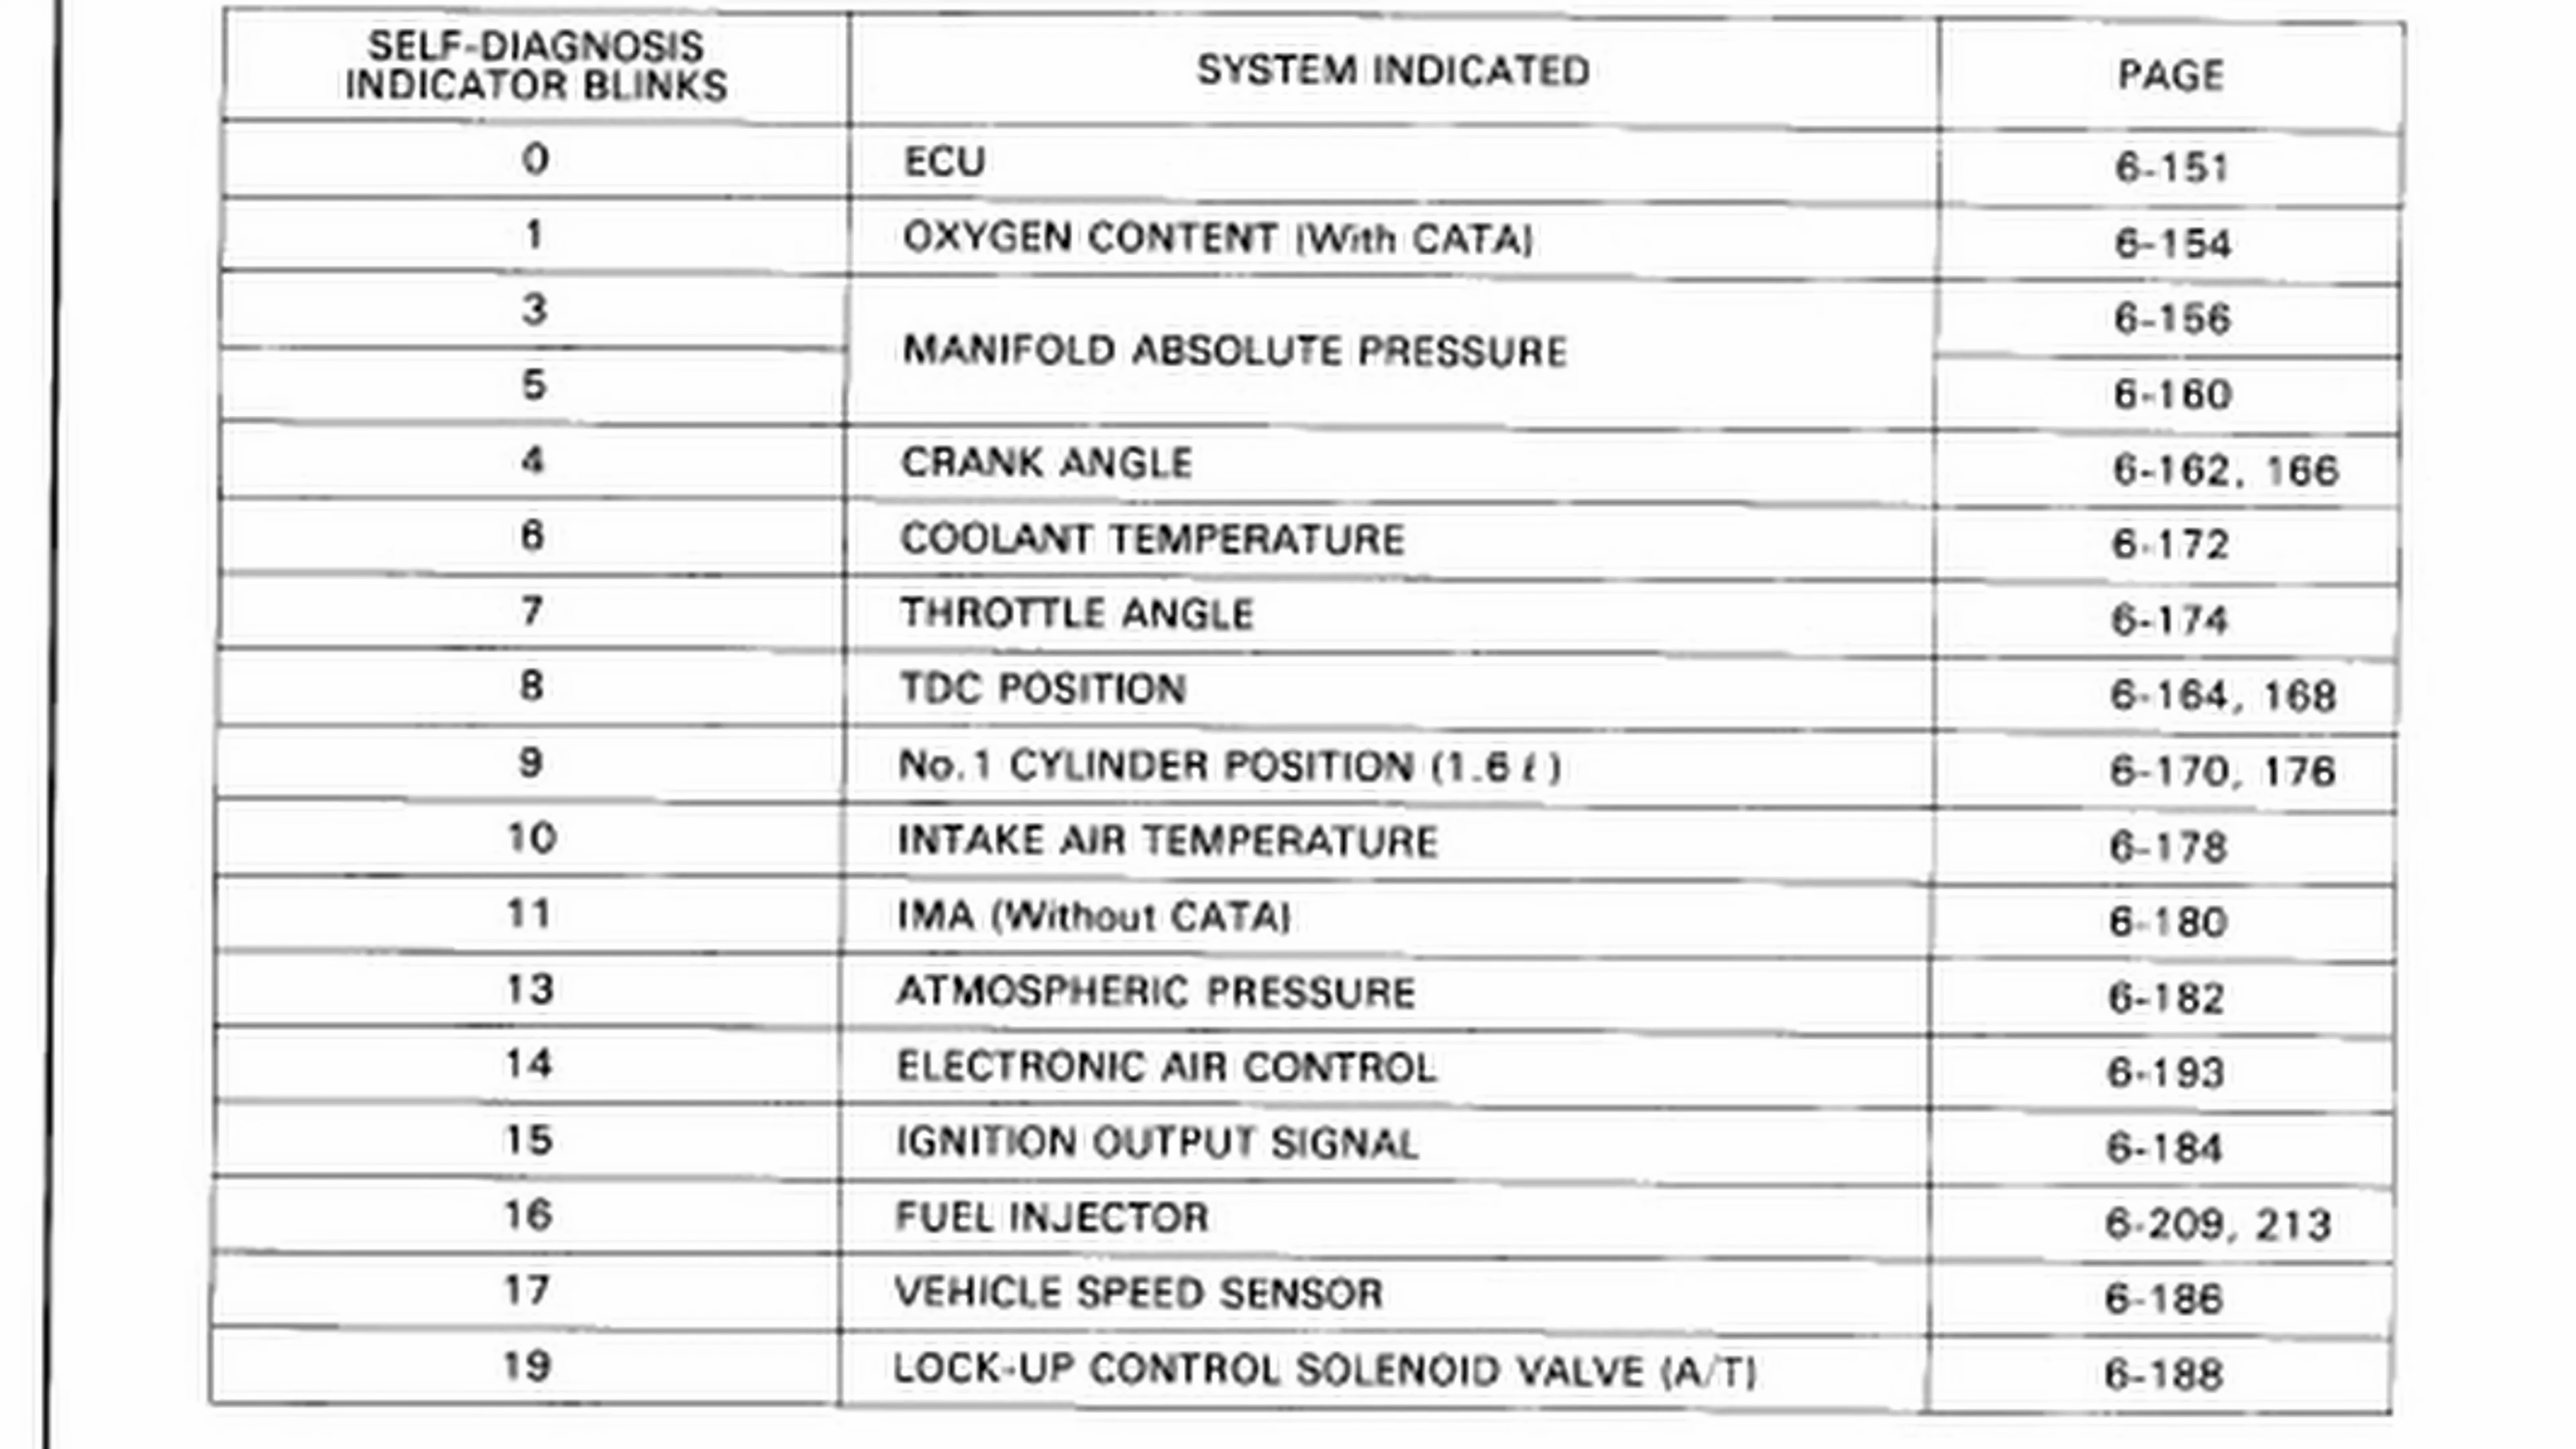 SELF-DIAGNOSIS
INDICATOR BLINKS
SYSTEM INDICATED
PAGE
0 ECU 6-151
1 OXYGEN CONTENT (With CATA) 6-154
3 MANIFOLD ABSOLUTE PRESSURE 6-156
5 6-160
4 CRANK ANGLE 6-162, 166
6 COOLANT TEMPERATURE 6-172
7 THROTTLE ANGLE 6-174
8 TDC POSITION 6-164, 168
9 No.1 CYLINDER POSITION (1.6 ℓ) 6-170, 176
10 INTAKE AIR TEMPERATURE 6-178
11 IMA (Without CATA) 6-180
13 ATMOSPHERIC PRESSURE 6-182
14 ELECTRONIC AIR CONTROL 6-193
15 IGNITION OUTPUT SIGNAL 6-184
16 FUEL INJECTOR 6-209, 213
17 VEHICLE SPEED SENSOR 6-186
19 LOCK-UP CONTROL SOLENOID VALVE (A/T) 6-188